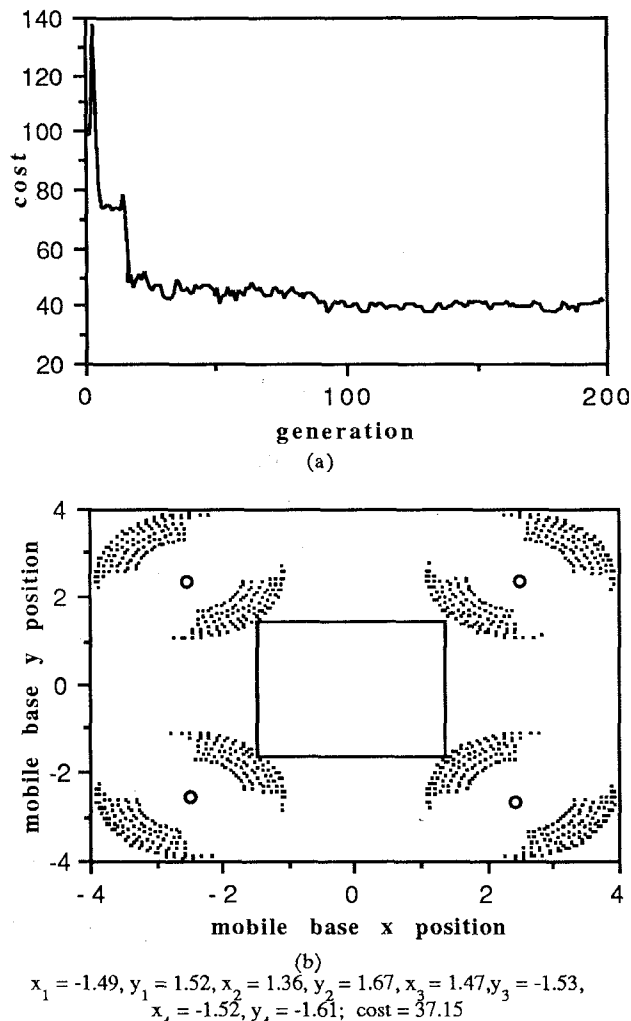 140
120
100
80
60
40
20
cost
0 100 200
generation
(a)
4
2
0
-2
-4
mobile base y position
-4 -2 0 2 4
mobile base x position
(b)
x1 = -1.49, y1 = 1.52, x2 = 1.36, y2 = 1.67, x3 = 1.47,y3 = -1.53,
x4 = -1.52, y4 = -1.61; cost = 37.15